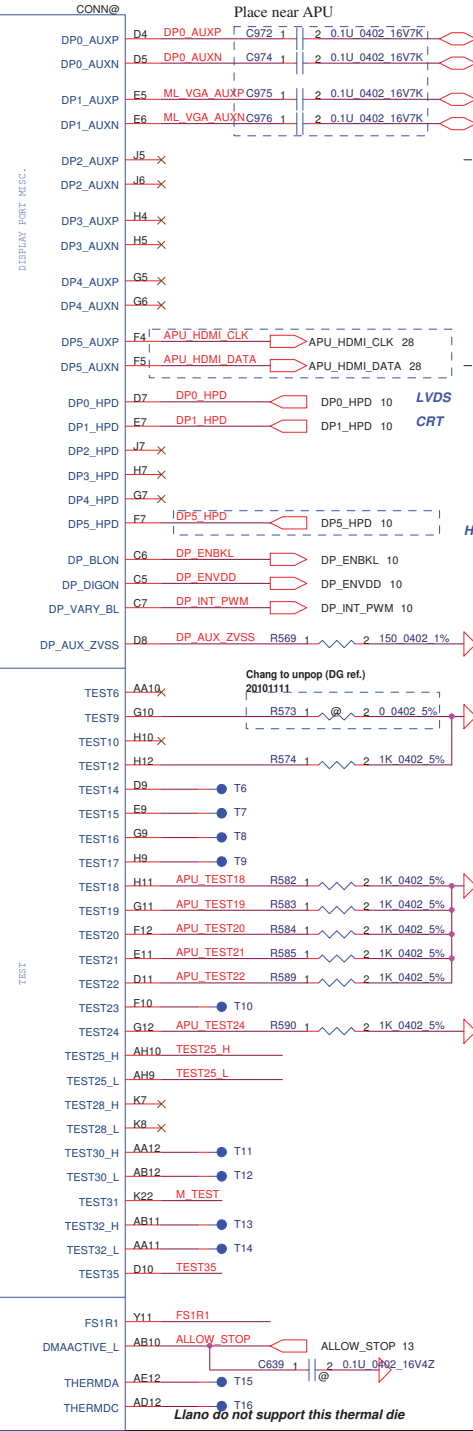 CONN@
Place near APU
DP0_AUXP D4 DP0_AUXP C972 1 2 0.1U_0402_16V7K
DP0_AUXN D5 DP0_AUXN C974 1 2 0.1U_0402_16V7K
DP1_AUXP E5 ML_VGA_AUXP C975 1 2 0.1U_0402_16V7K
DP1_AUXN E6 ML_VGA_AUXN C976 1 2 0.1U_0402_16V7K
DP2_AUXP J5
DP2_AUXN J6
DP3_AUXP H4
DP3_AUXN H5
DISPLAY PORT MISC.
DP4_AUXP G5
DP4_AUXN G6
DP5_AUXP F4 APU_HDMI_CLK APU_HDMI_CLK 28
DP5_AUXN F5 APU_HDMI_DATA APU_HDMI_DATA 28
DP0_HPD D7 DP0_HPD DP0_HPD 10 LVDS
DP1_HPD E7 DP1_HPD DP1_HPD 10 CRT
DP2_HPD J7
DP3_HPD H7
DP4_HPD G7
DP5_HPD F7 DP5_HPD DP5_HPD 10
H
DP_BLON C6 DP_ENBKL DP_ENBKL 10
DP_DIGON C5 DP_ENVDD DP_ENVDD 10
DP_VARY_BL C7 DP_INT_PWM DP_INT_PWM 10
DP_AUX_ZVSS D8 DP_AUX_ZVSS R569 1 2 150_0402_1%
Chang to unpop (DG ref.)
20101111
TEST6 AA10
TEST9 G10 R573 1 @ 2 0_0402_5%
TEST10 H10
TEST12 H12 R574 1 2 1K_0402_5%
TEST14 D9 T6
TEST15 E9 T7
TEST16 G9 T8
TEST17 H9 T9
TEST18 H11 APU_TEST18 R582 1 2 1K_0402_5%
TEST19 G11 APU_TEST19 R583 1 2 1K_0402_5%
TEST20 F12 APU_TEST20 R584 1 2 1K_0402_5%
TEST21 E11 APU_TEST21 R585 1 2 1K_0402_5%
TEST22 D11 APU_TEST22 R589 1 2 1K_0402_5%
TEST
TEST23 F10 T10
TEST24 G12 APU_TEST24 R590 1 2 1K_0402_5%
TEST25_H AH10 TEST25_H
TEST25_L AH9 TEST25_L
TEST28_H K7
TEST28_L K8
TEST30_H AA12 T11
TEST30_L AB12 T12
TEST31 K22 M_TEST
TEST32_H AB11 T13
TEST32_L AA11 T14
TEST35 D10 TEST35
FS1R1 Y11 FS1R1
DMAACTIVE_L AB10 ALLOW_STOP ALLOW_STOP 13
C639 1 2 0.1U_0402_16V4Z
@
THERMDA AE12 T15
THERMDC AD12 T16
Llano do not support this thermal die